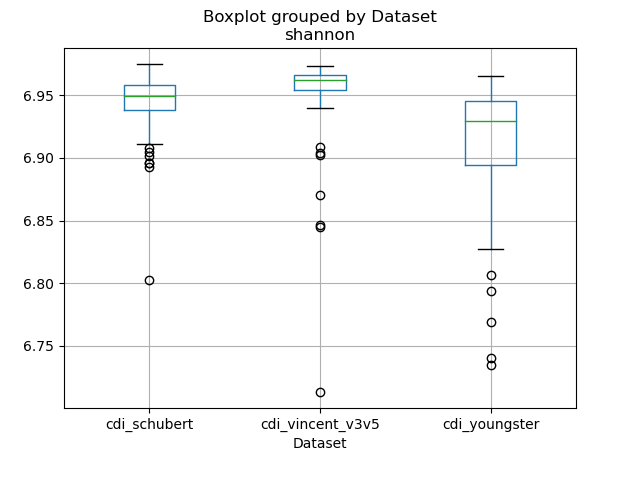 Boxplot grouped by Dataset
shannon
6.95
6.90
6.85
6.80
6.75
cdi_schubert
cdi_vincent_v3v5
cdi_youngster
Dataset